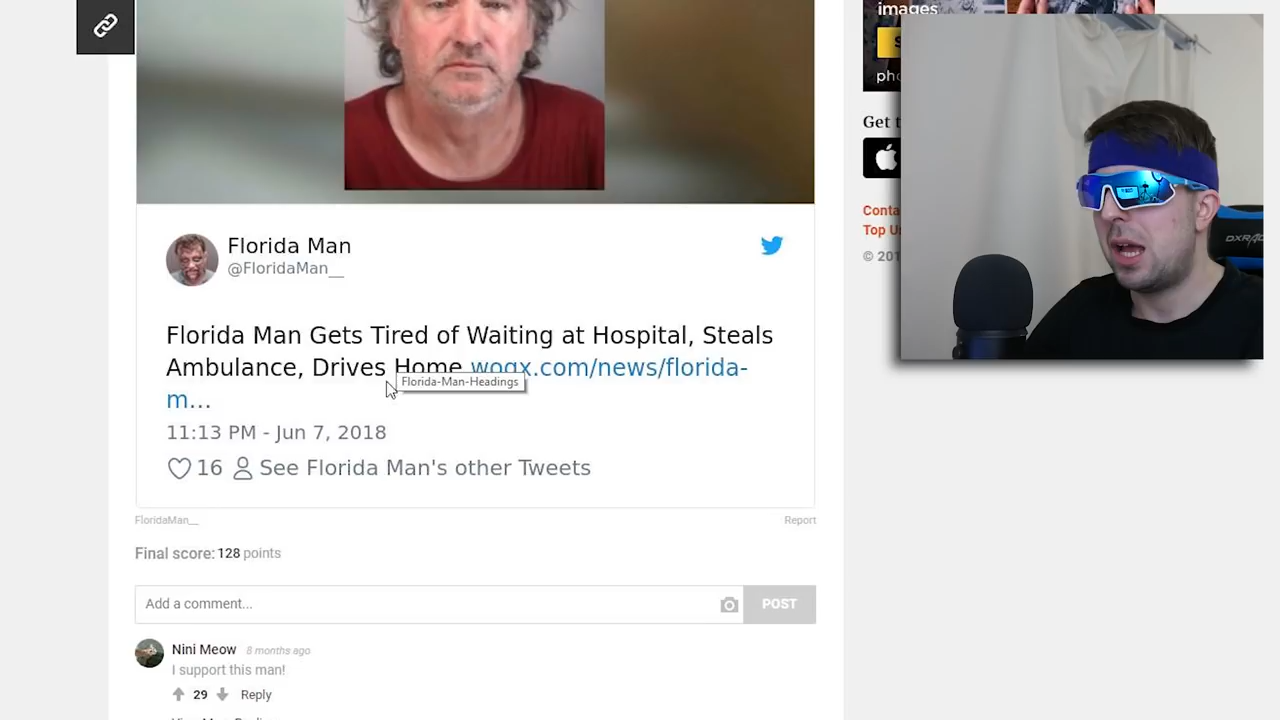 images
Get t
Conta
Top Us
© 201
DXRAC
Florida Man
@FloridaMan__
Florida Man Gets Tired of Waiting at Hospital, Steals
Ambulance, Drives Home wogx.com/news/florida-
m...
Florida-Man-Headings
11:13 PM - Jun 7, 2018
16 See Florida Man's other Tweets
FloridaMan__
Report
Final score: 128 points
Add a comment...
POST
Nini Meow 8 months ago
I support this man!
29 Reply